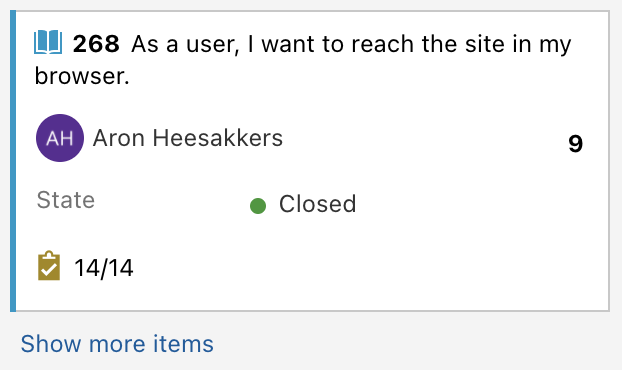 268 As a user, I want to reach the site in my
browser.
AH Aron Heesakkers
9
State Closed
14/14
Show more items